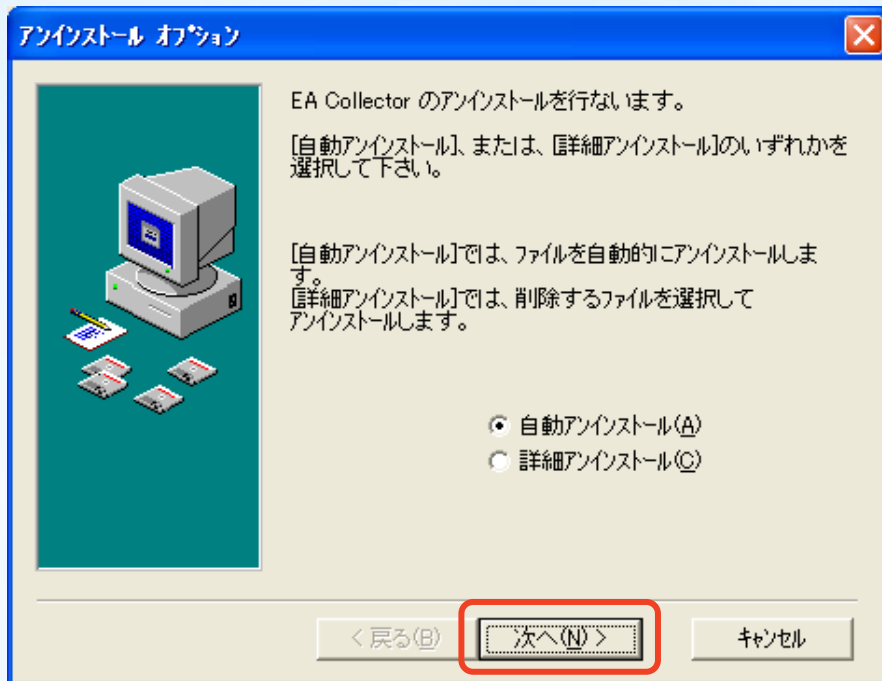 アンインストール オプション
EA Collector のアンインストールを行ないます。
[自動アンインストール]、または、[詳細アンインストール]のいずれかを
選択して下さい。
[自動アンインストール]では、ファイルを自動的にアンインストールしま
す。
[詳細アンインストール]では、削除するファイルを選択して
アンインストールします。
自動アンインストール(A)
詳細アンインストール(C)
< 戻る(B)
次へ(N) >
キャンセル